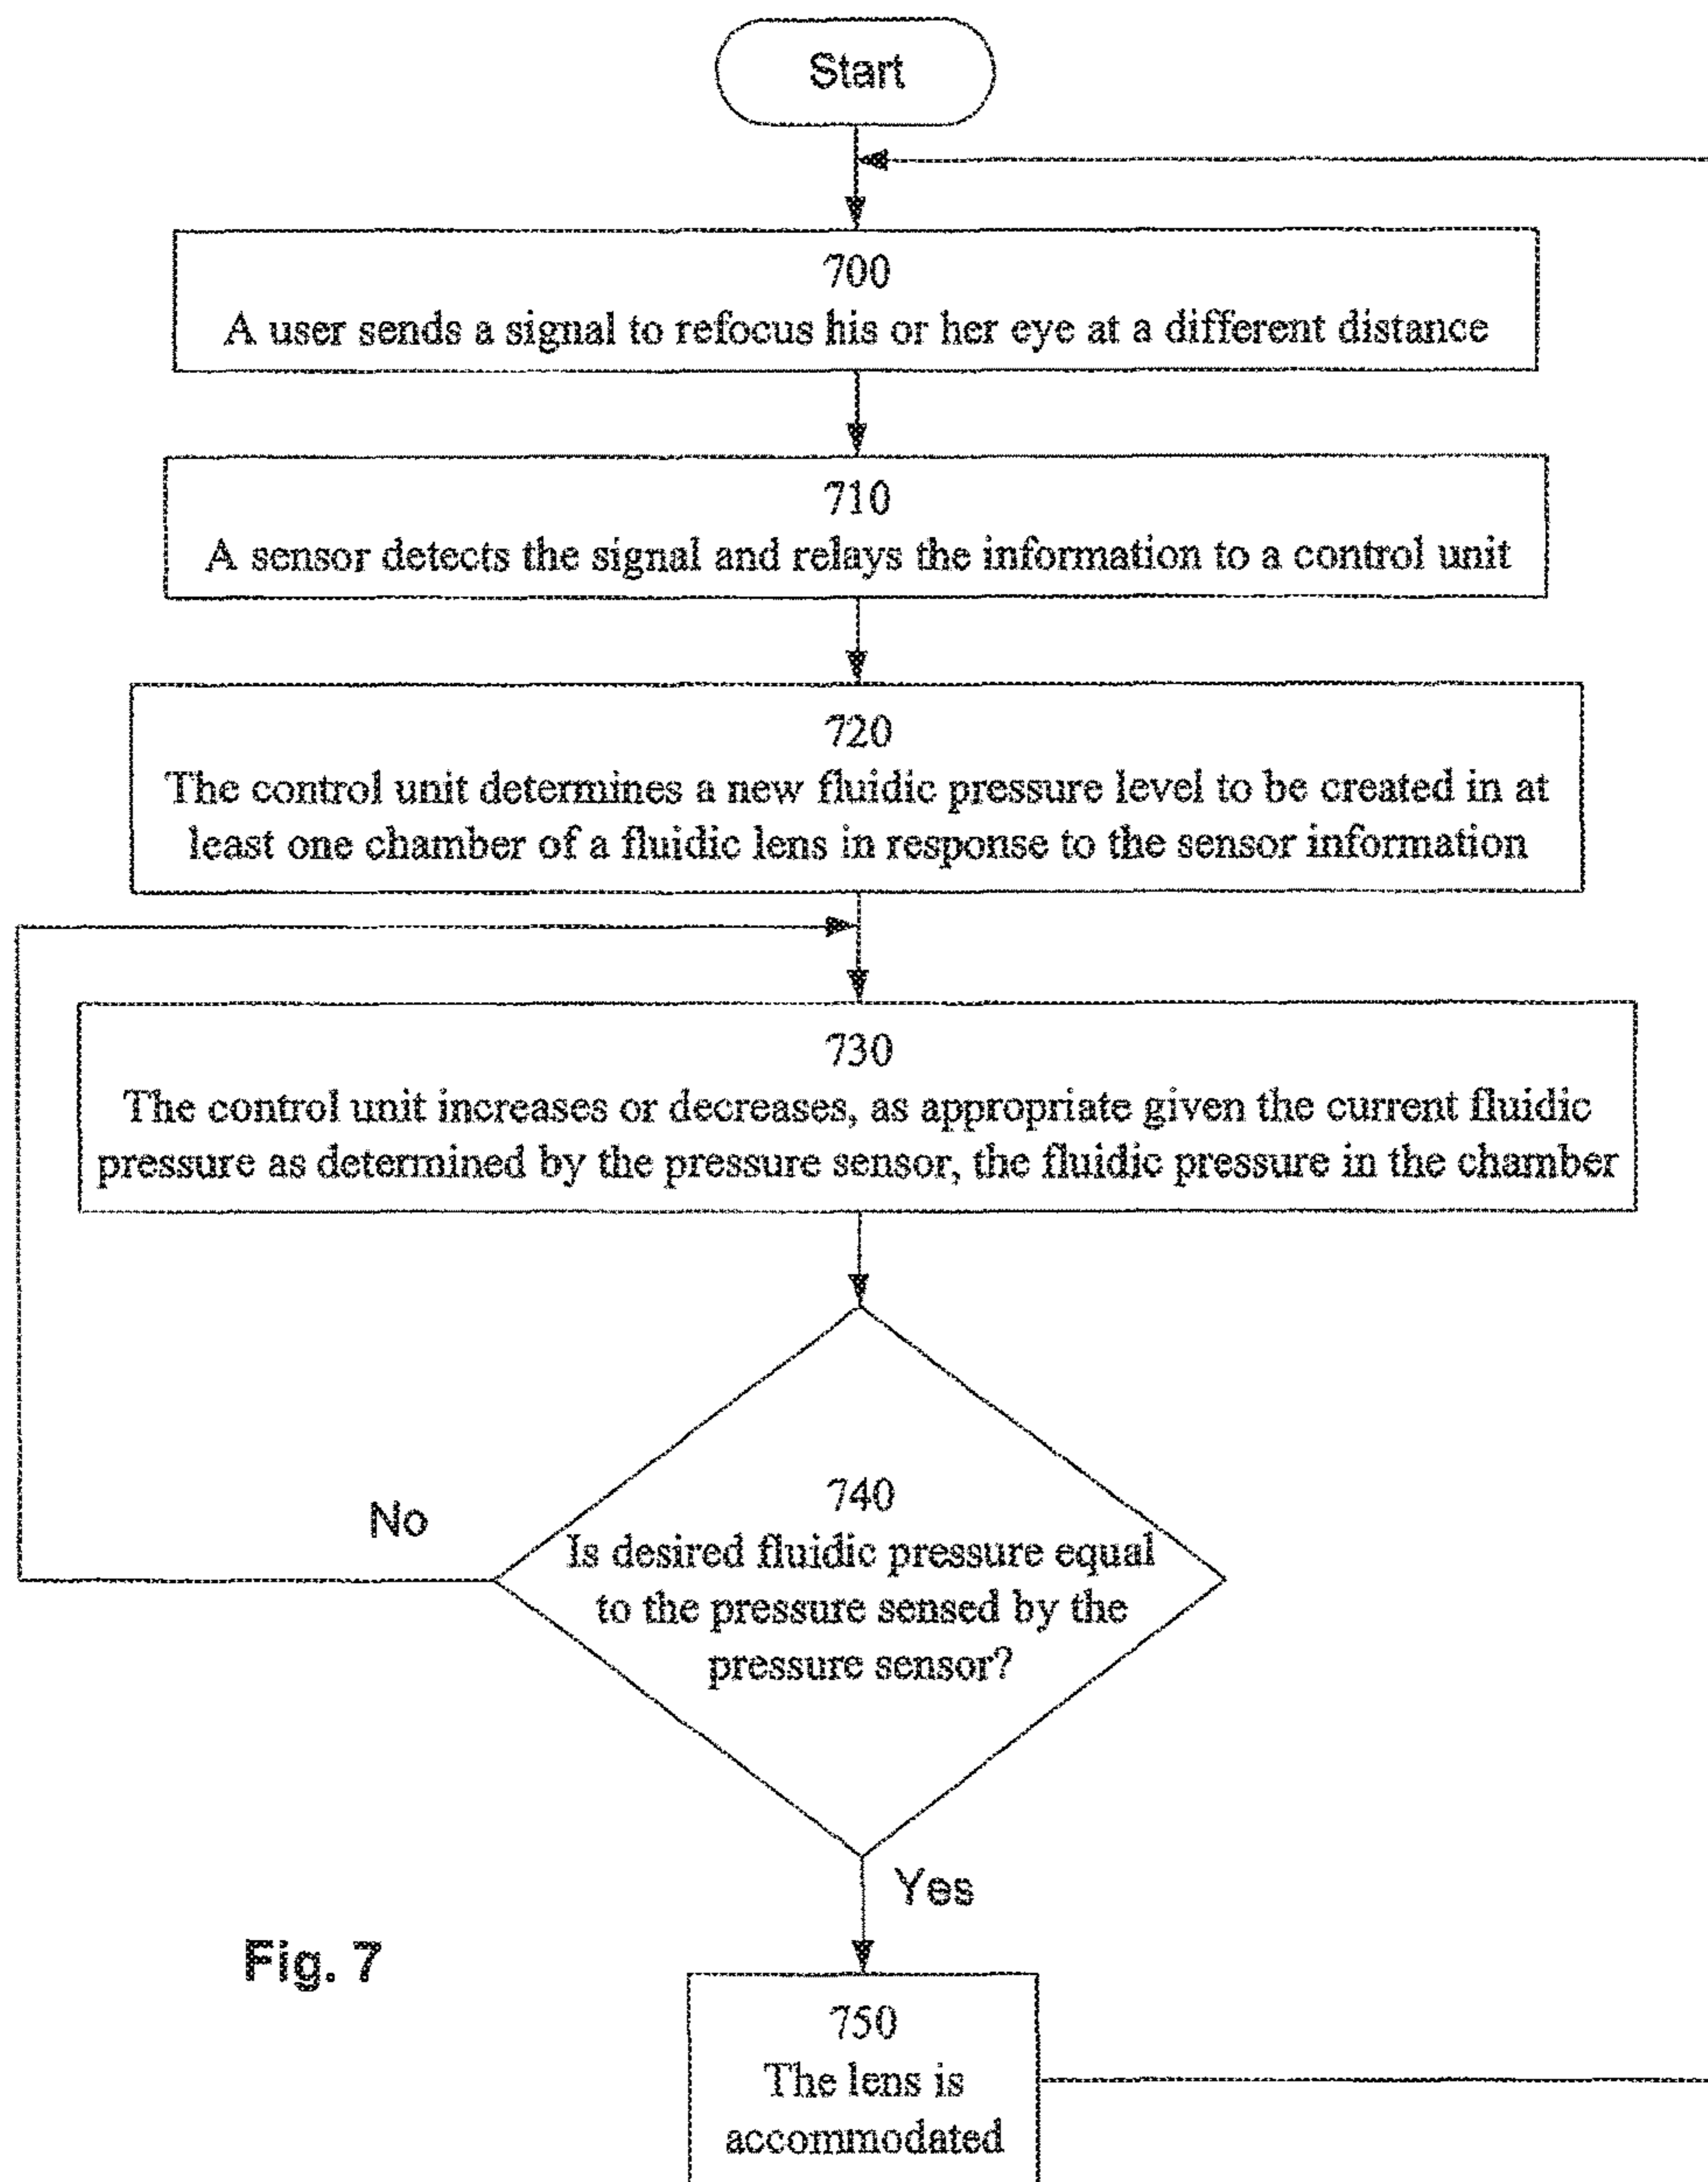 Start
700
A user sends a signal to refocus his or her eye at a different distance
710
A sensor detects the signal and relays the information to a control unit
720
The control unit determines a new fluidic pressure level to be created in at
least one chamber of a fluidic lens in response to the sensor information
730
The control unit increases or decreases, as appropriate given the current fluidic
pressure as determined by the pressure sensor, the fluidic pressure in the chamber
740
Is desired fluidic pressure equal
to the pressure sensed by the
pressure sensor?
No
Yes
Fig. 7
750
The lens is
accommodated